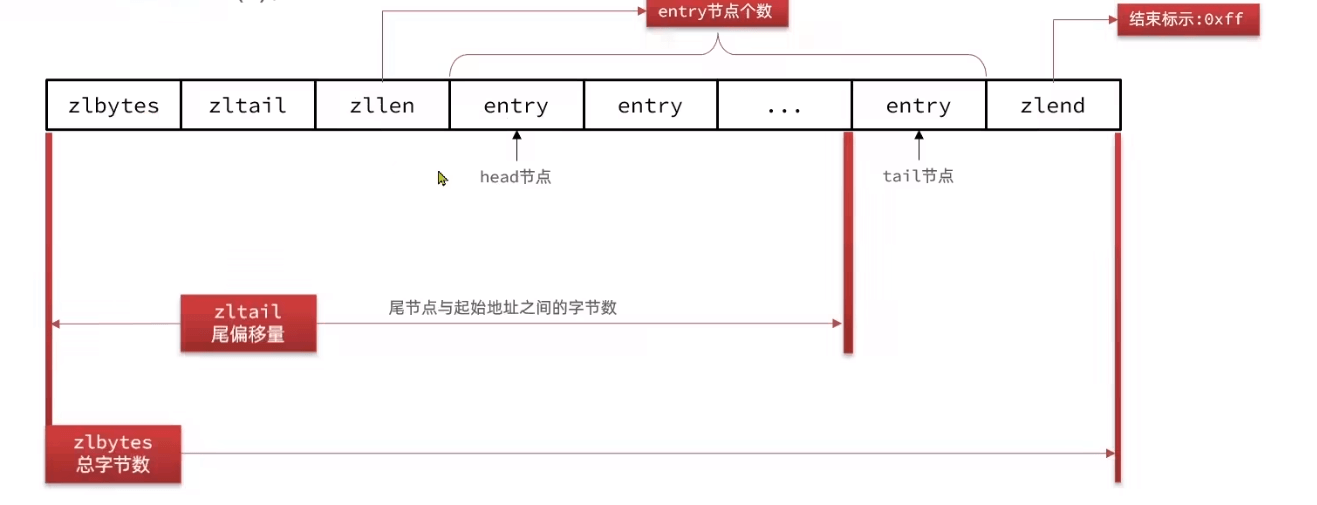 entry节点个数
结束标示:0xff
zlbytes zltail zllen entry entry ... entry zlend
head节点
tail节点
zltail
尾偏移量
尾节点与起始地址之间的字节数
zlbytes
总字节数